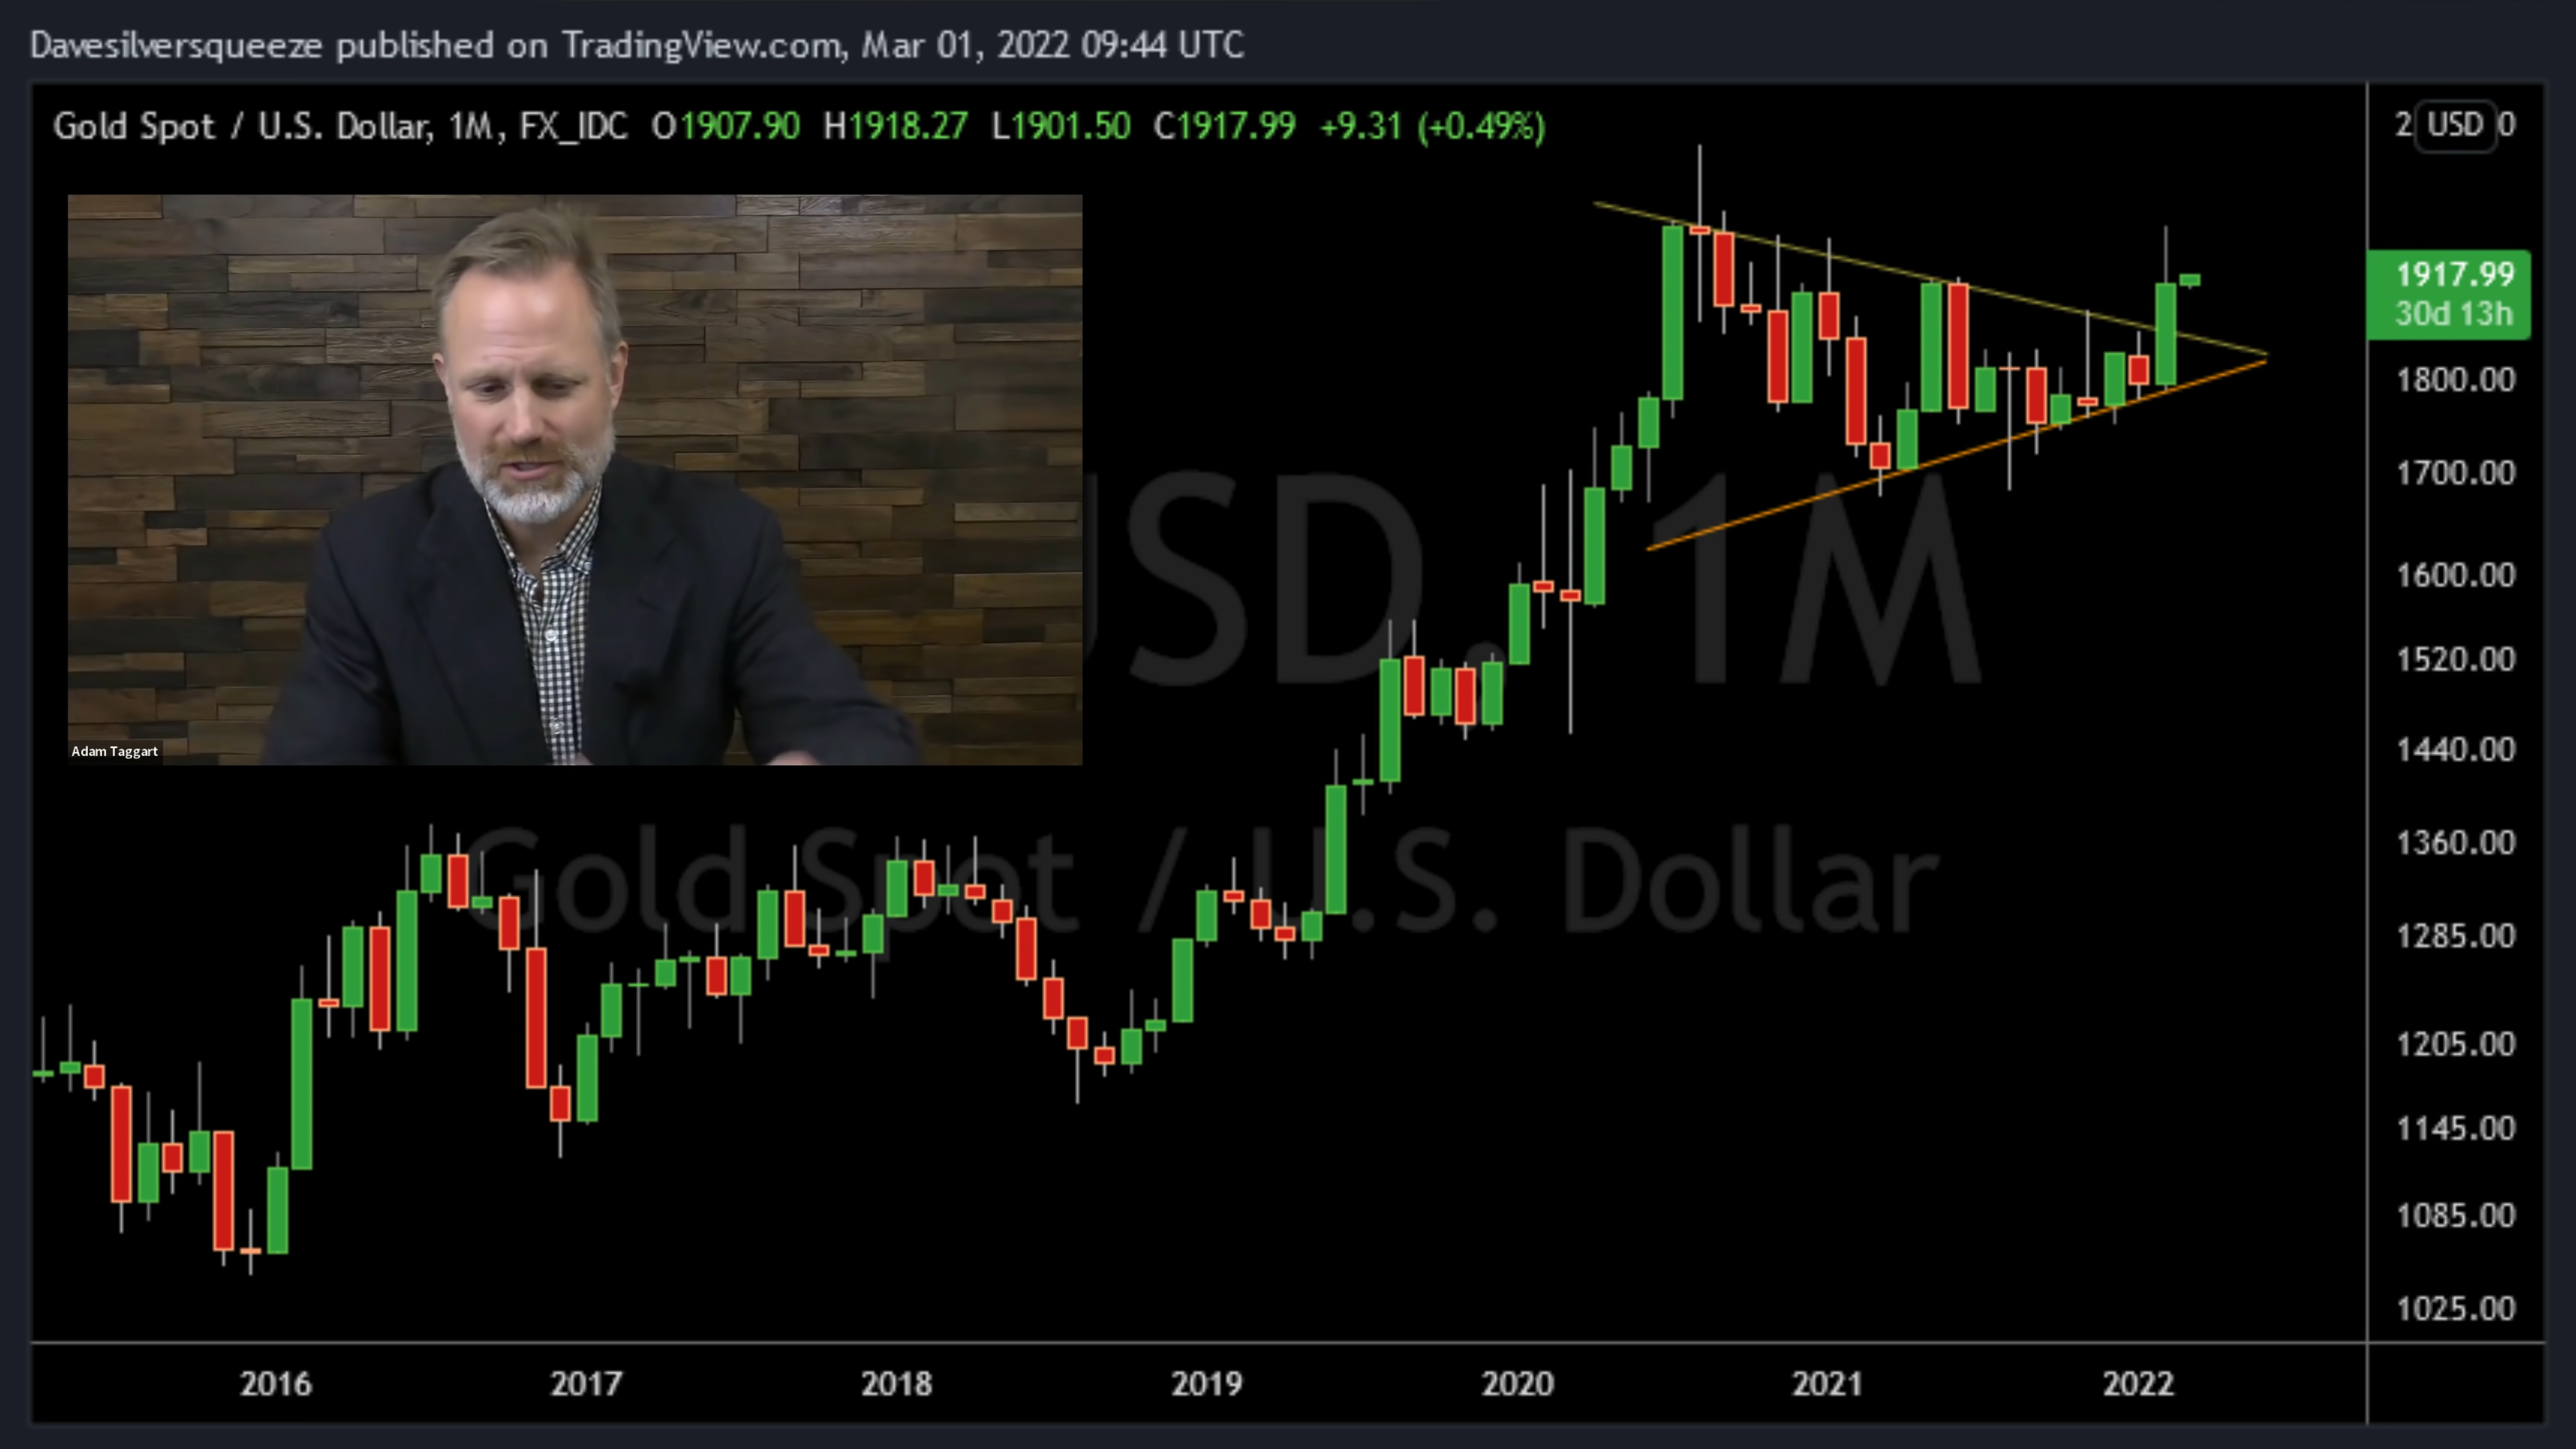 Davesilversqueeze published on TradingView.com, Mar 01, 2022 09:44 UTC
Gold Spot / U.S. Dollar, 1M, FX_IDC O1907.90 H1918.27 L1901.50 C1917.99 +9.31 (+0.49%)
USD
1917.99
30d 13h
1800.00
1700.00
1600.00
USD, 1M
1520.00
Adam Taggart
1440.00
1360.00
Gold Spot / U.S. Dollar
1285.00
1205.00
1145.00
1085.00
1025.00
2016 2017 2018 2019 2020 2021 2022